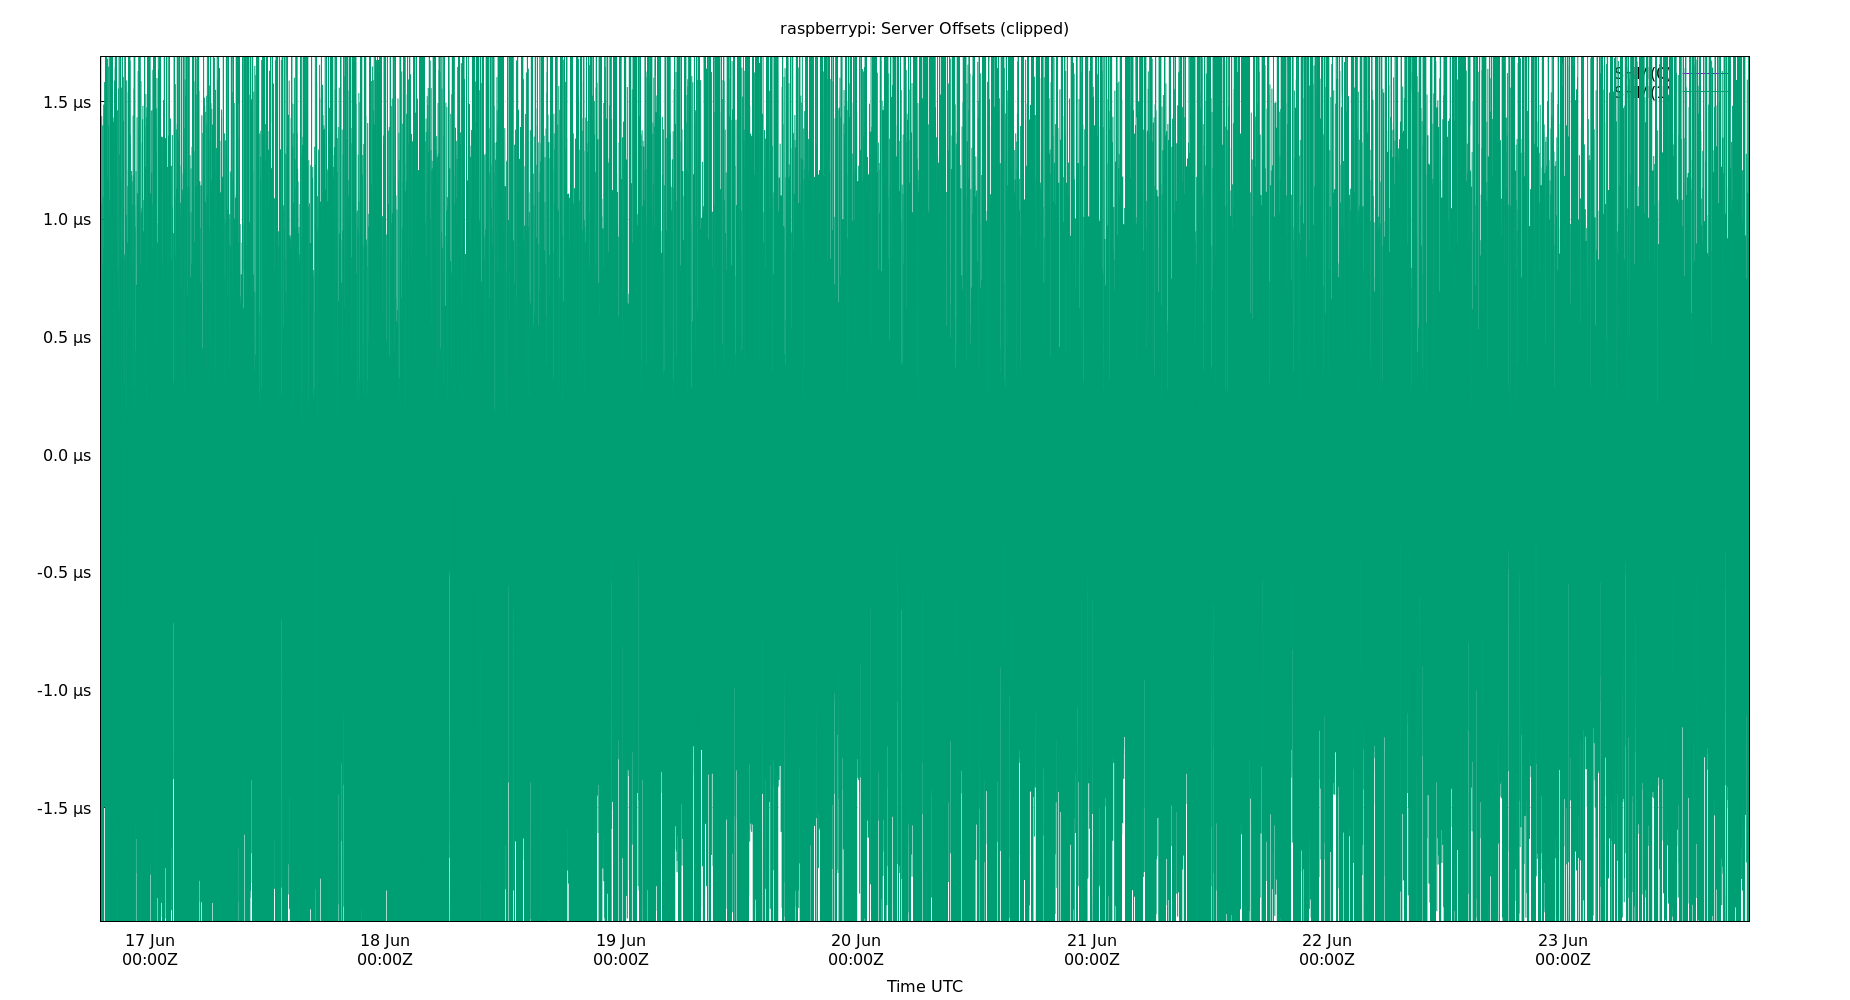 raspberrypi: Server Offsets (clipped)
1.5 µs
1.0 µs
0.5 µs
0.0 µs
-0.5 µs
-1.0 µs
-1.5 µs
17 Jun 18 Jun 19 Jun 20 Jun 21 Jun 22 Jun 23 Jun
00:00Z 00:00Z 00:00Z 00:00Z 00:00Z 00:00Z 00:00Z
Time UTC